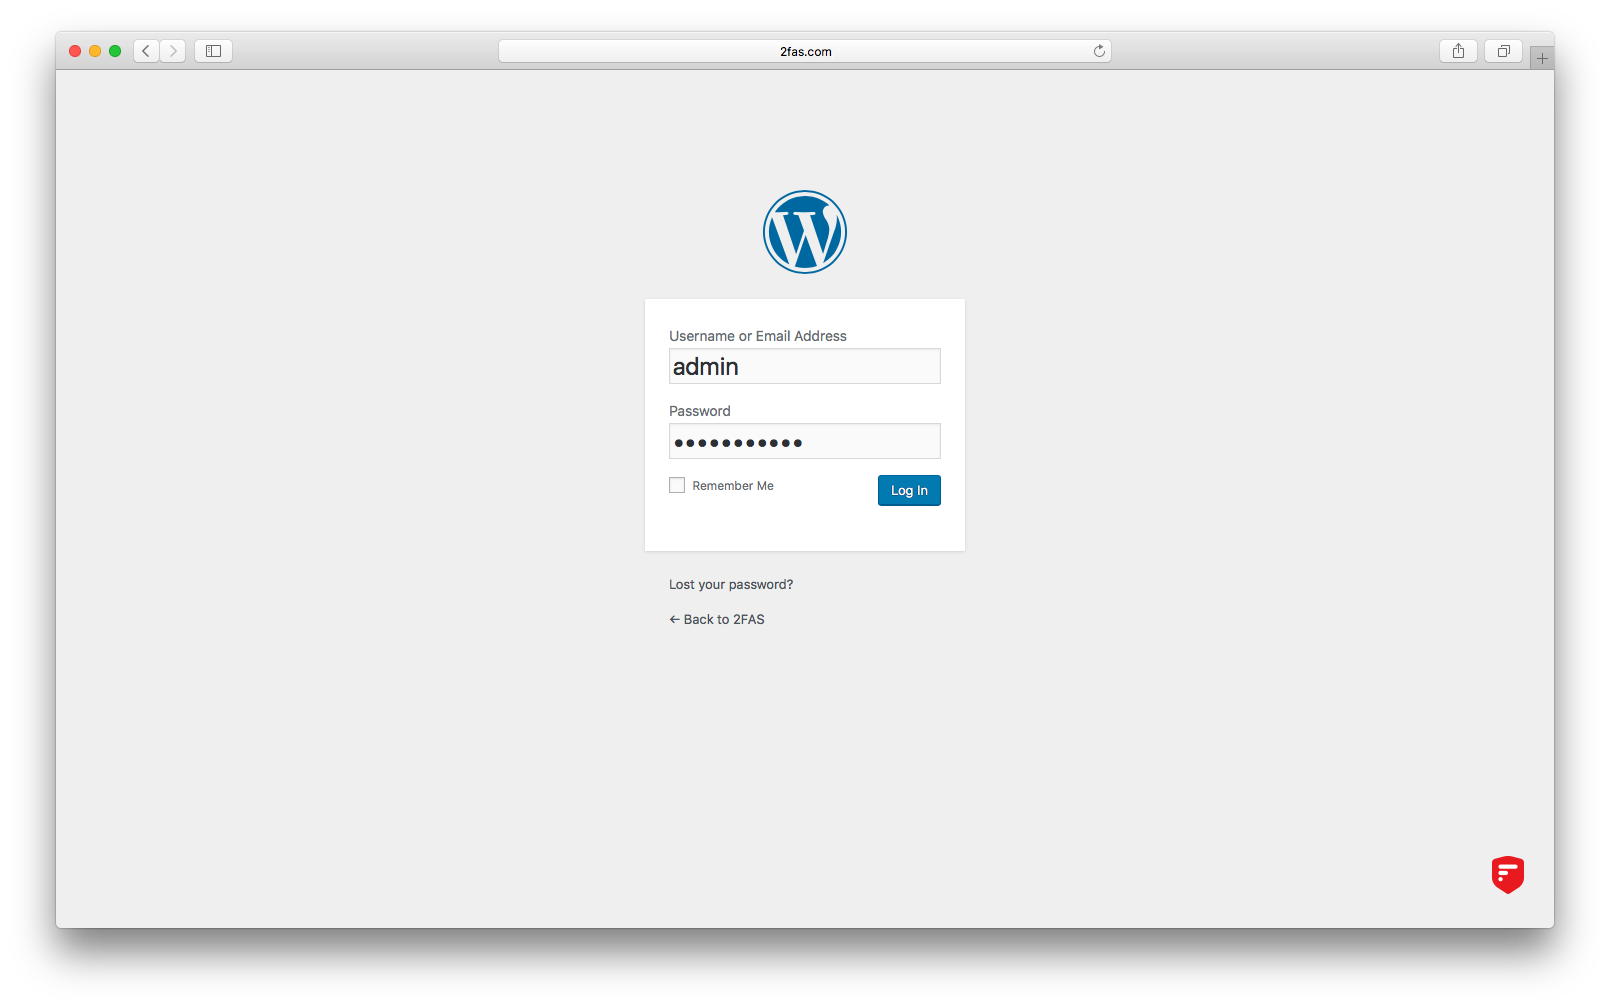 2fas.com
Username or Email Address
admin
Password
Remember Me
Log In
Lost your password?
← Back to 2FAS